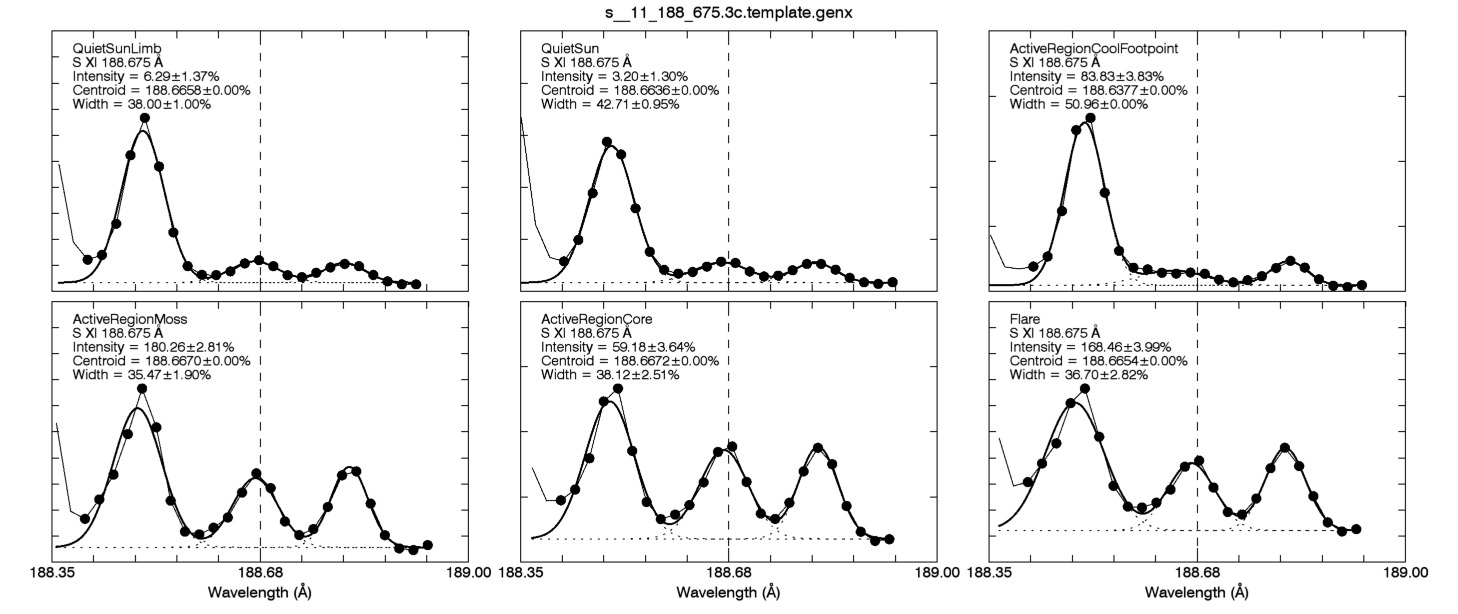 s__11_188_675.3c.template.genx
QuietSunLimb
S XI 188.675 Å
Intensity = 6.29±1.37%
Centroid = 188.6658±0.00%
Width = 38.00±1.00%
QuietSun
S XI 188.675 Å
Intensity = 3.20±1.30%
Centroid = 188.6636±0.00%
Width = 42.71±0.95%
ActiveRegionCoolFootpoint
S XI 188.675 Å
Intensity = 83.83±3.83%
Centroid = 188.6377±0.00%
Width = 50.96±0.00%
ActiveRegionMoss
S XI 188.675 Å
Intensity = 180.26±2.81%
Centroid = 188.6670±0.00%
Width = 35.47±1.90%
ActiveRegionCore
S XI 188.675 Å
Intensity = 59.18±3.64%
Centroid = 188.6672±0.00%
Width = 38.12±2.51%
Flare
S XI 188.675 Å
Intensity = 168.46±3.99%
Centroid = 188.6654±0.00%
Width = 36.70±2.82%
188.35 188.68 189.00
Wavelength (Å)
188.35 188.68 189.00
Wavelength (Å)
188.35 188.68 189.00
Wavelength (Å)